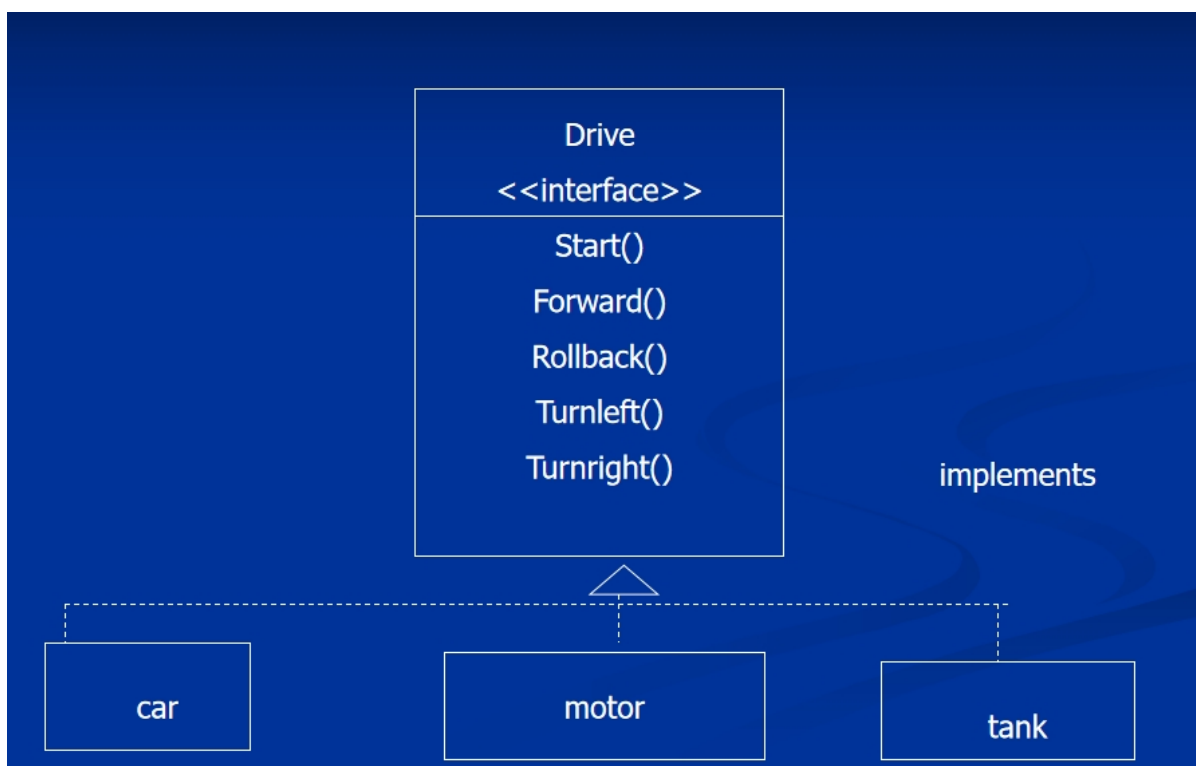 Drive
<<interface>>
Start()
Forward()
Rollback()
Turnleft()
Turnright()
implements
car
motor
tank